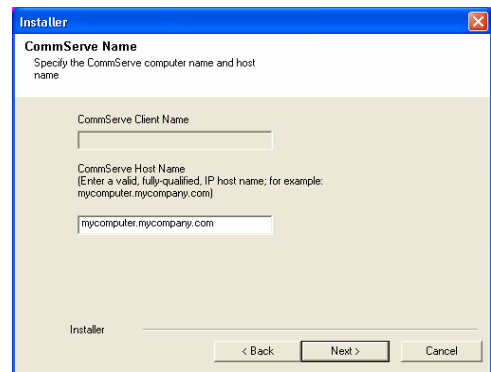 Installer
CommServe Name
Specify the CommServe computer name and host
name
CommServe Client Name
CommServe Host Name
(Enter a valid, fully-qualified, IP host name; for example:
mycomputer.mycompany.com)
mycomputer.mycompany.com
Installer
< Back
Next >
Cancel